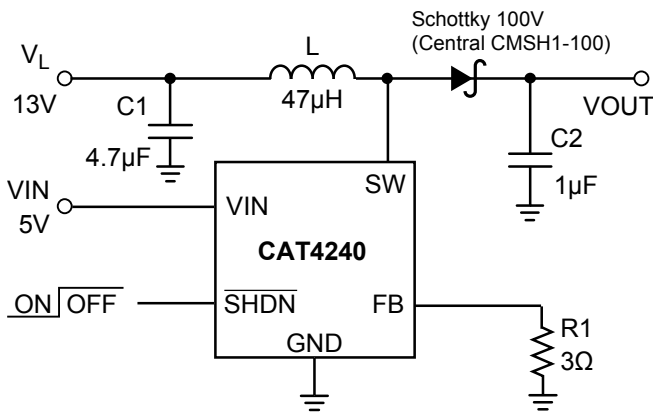 Schottky 100V
(Central CMSH1-100)
VL
13V
C1
4.7µF
L
47µH
VOUT
C2
1µF
VIN
5V
VIN
SW
CAT4240
ON OFF
SHDN
FB
GND
R1
3Ω